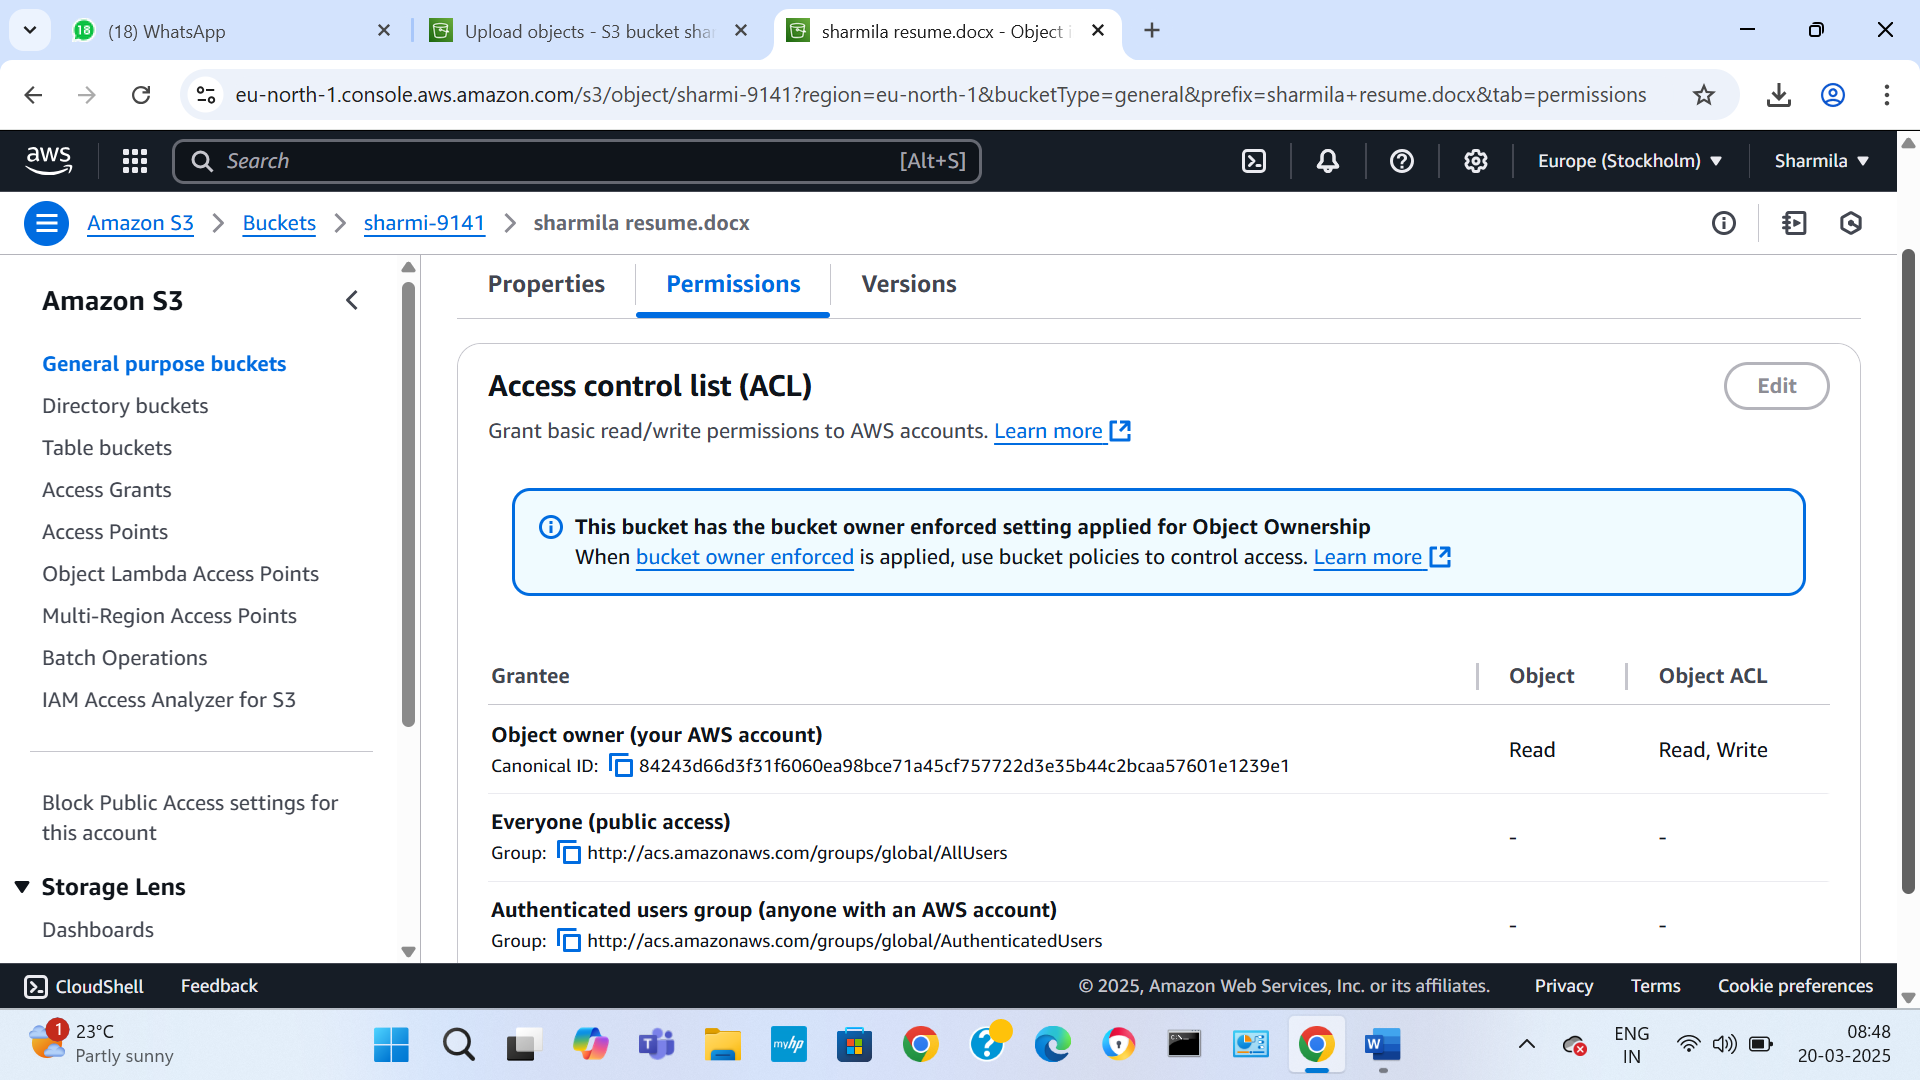 18
(18) WhatsApp
Upload objects - S3 bucket sha
sharmila resume.docx - Object i
eu-north-1.console.aws.amazon.com/s3/object/sharmi-9141?region=eu-north-1&bucketType=general&prefix=sharmila+resume.docx&tab=permissions
aws
Search
[Alt+S]
Europe (Stockholm)
Sharmila
Amazon S3
Buckets
sharmi-9141
sharmila resume.docx
Amazon S3
General purpose buckets
Directory buckets
Table buckets
Access Grants
Access Points
Object Lambda Access Points
Multi-Region Access Points
Batch Operations
IAM Access Analyzer for S3
Block Public Access settings for
this account
Storage Lens
Dashboards
Properties
Permissions
Versions
Access control list (ACL)
Edit
Grant basic read/write permissions to AWS accounts. Learn more
This bucket has the bucket owner enforced setting applied for Object Ownership
When bucket owner enforced is applied, use bucket policies to control access. Learn more
Grantee
Object
Object ACL
Object owner (your AWS account)
Canonical ID: 84243d66d3f31f6060ea98bce71a45cf757722d3e35b44c2bcaa57601e1239e1
Read
Read, Write
Everyone (public access)
Group: http://acs.amazonaws.com/groups/global/AllUsers
-
-
Authenticated users group (anyone with an AWS account)
Group: http://acs.amazonaws.com/groups/global/AuthenticatedUsers
-
-
CloudShell
Feedback
© 2025, Amazon Web Services, Inc. or its affiliates.
Privacy
Terms
Cookie preferences
1
23°C
Partly sunny
myhp
ENG
IN
08:48
20-03-2025